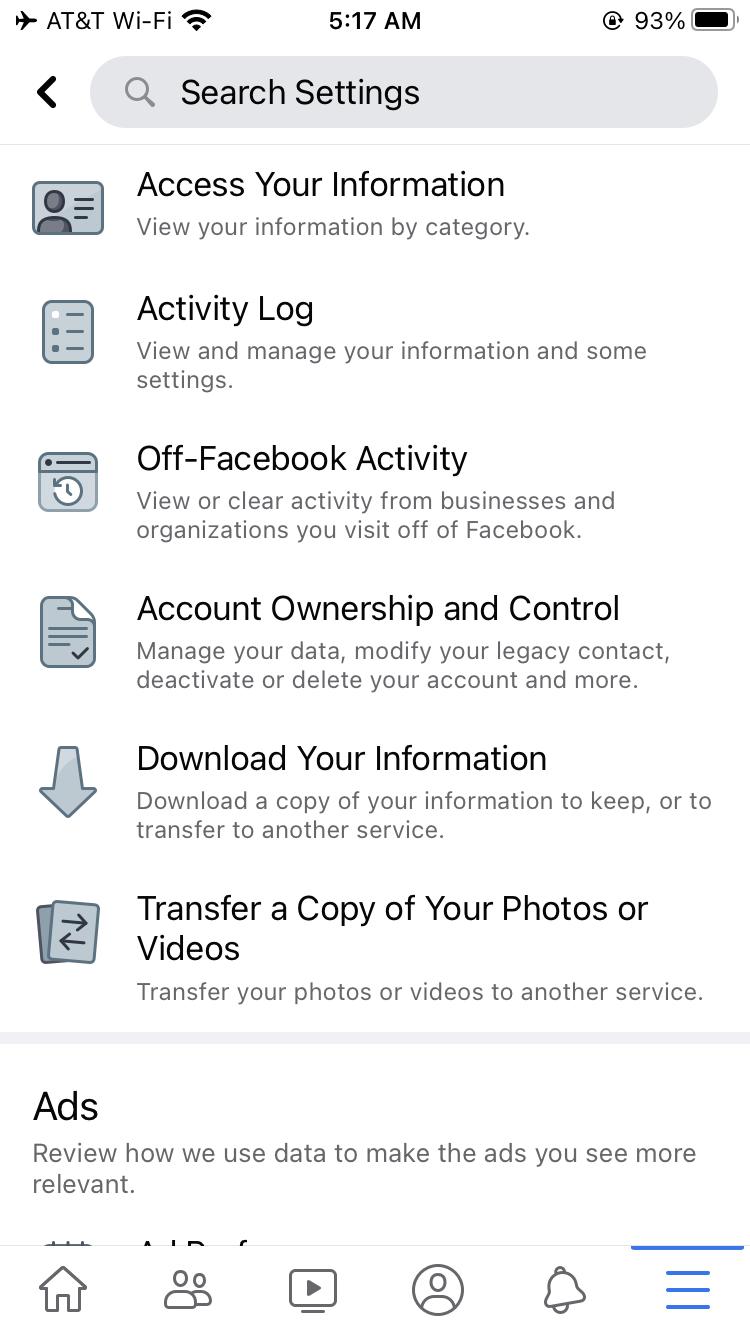 AT&T Wi-Fi 5:17 AM 93%
Search Settings
Access Your Information
View your information by category.
Activity Log
View and manage your information and some
settings.
Off-Facebook Activity
View or clear activity from businesses and
organizations you visit off of Facebook.
Account Ownership and Control
Manage your data, modify your legacy contact,
deactivate or delete your account and more.
Download Your Information
Download a copy of your information to keep, or to
transfer to another service.
Transfer a Copy of Your Photos or
Videos
Transfer your photos or videos to another service.
Ads
Review how we use data to make the ads you see more
relevant.